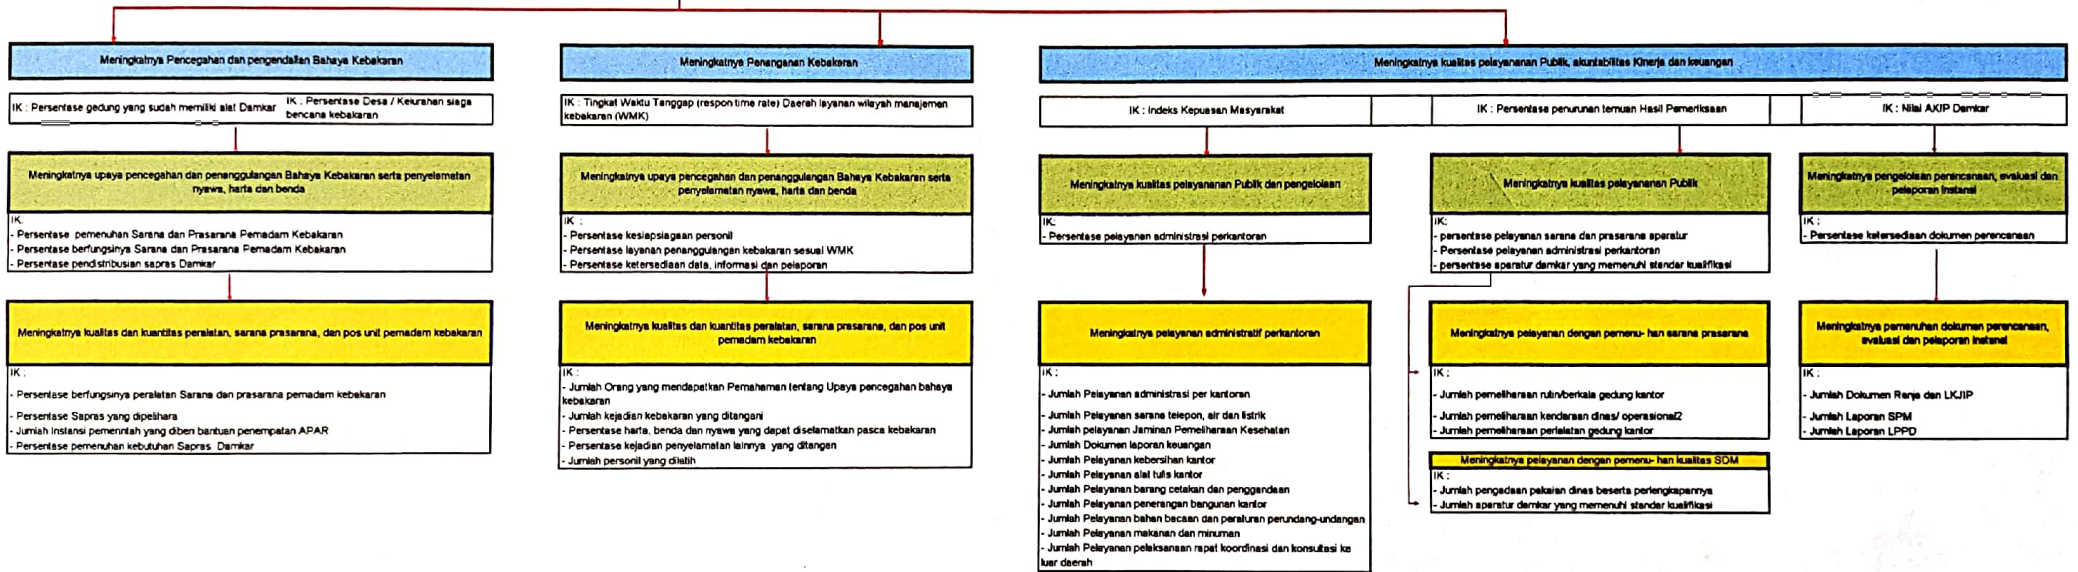 Meningkatnya Pencegahan dan pengendalian Bahaya Kebakaran
IK : Persentase gedung yang sudah memiliki alat Damkar
IK : Persentase Desa / Kelurahan siaga
bencana kebakaran
Meningkatnya upaya pencegahan dan penanggulangan Bahaya Kebakaran serta penyelamatan
nyawa, harta dan benda
IK:
- Persentase pemenuhan Sarana dan Prasarana Pemadam Kebakaran
- Persentase berfungsinya Sarana dan Prasarana Pemadam Kebakaran
- Persentase pendistribusian sapras Damkar
Meningkatnya kualitas dan kuantitas peralatan, sarana prasarana, dan pos unit pemadam kebakaran
IK :
- Persentase berfungsinya peralatan Sarana dan prasarana pemadam kebakaran
- Persentase Sapras yang dipelihara
- Jumlah Instansi pemerintah yang diberi bantuan penempatan APAR
- Persentase pemenuhan kebutuhan Sapras Damkar
Meningkatnya Penanganan Kebakaran
IK : Tingkat Waktu Tanggap (respon time rate) Daerah layanan wilayah manajemen
kebakaran (WMK)
Meningkatnya upaya pencegahan dan penanggulangan Bahaya Kebakaran serta
penyelamatan nyawa, harta dan benda
IK :
- Persentase kesiapsiagaan personil
- Persentase layanan penanggulangan kebakaran sesuai WMK
- Persentase ketersediaan data, informasi dan pelaporan
Meningkatnya kualitas dan kuantitas peralatan, sarana prasarana, dan pos unit
pemadam kebakaran
IK :
- Jumlah Orang yang mendapatkan Pemahaman tentang Upaya pencegahan bahaya
kebakaran
- Jumlah kejadian kebakaran yang ditangani
- Persentase harta, benda dan nyawa yang dapat diselamatkan pasca kebakaran
- Persentase kejadian penyelamatan lainnya yang ditangan
- Jumlah personil yang dilatih
Meningkatnya kualitas pelayananan Publik, akuntabilitas Kinerja dan keuangan
IK : Indeks Kepuasan Masyarakat
IK : Persentase penurunan temuan Hasil Pemeriksaan
IK : Nilai AKIP Damkar
Meningkatnya kualitas pelayananan Publik dan pengelolaan
IK:
- Persentase pelayanan administrasi perkantoran
Meningkatnya pelayanan administratif perkantoran
IK :
- Jumlah Pelayanan administrasi per kantoran
- Jumlah Pelayanan sarana telepon, air dan listrik
- Jumlah pelayanan Jaminan Pemeliharaan Kesehatan
- Jumlah Dokumen laporan keuangan
- Jumlah Pelayanan kebersihan kantor
- Jumlah Pelayanan alat tulis kantor
- Jumlah Pelayanan barang cetakan dan penggandaan
- Jumlah Pelayanan penerangan bangunan kantor
- Jumlah Pelayanan bahan bacaan dan peraturan perundang-undangan
- Jumlah Pelayanan makanan dan minuman
- Jumlah Pelayanan pelaksanaan rapat koordinasi dan konsultasi ke
luar daerah
Meningkatnya kualitas pelayananan Publik
IK:
- persentase pelayanan sarana dan prasarana aparatur
- Persentase pelayanan administrasi perkantoran
- persentase aparatur damkar yang memenuhi standar kualifikasi
Meningkatnya pelayanan dengan pemenu- han sarana prasarana
IK :
- Jumlah pemeliharaan rutin/berkala gedung kantor
- Jumlah pemeliharaan kendaraan dinas/ operasional2
- Jumlah pemeliharaan perlalatan gedung kantor
Meningkatnya pelayanan dengan pemenu- han kualitas SDM
IK :
- Jumlah pengadaan pakaian dinas beserta perlengkapannya
- Jumlah aparatur damkar yang memenuhi standar kualifikasi
Meningkatnya pengelolaan perencanaan, evaluasi dan
pelaporan Instansi
IK:
- Persentase ketersediaan dokumen perencanaan
Meningkatnya pemenuhan dokumen perencanaan,
evaluasi dan pelaporan Instansi
IK :
- Jumlah Dokumen Renja dan LKJIP
- Jumlah Laporan SPM
- Jumlah Laporan LPPD